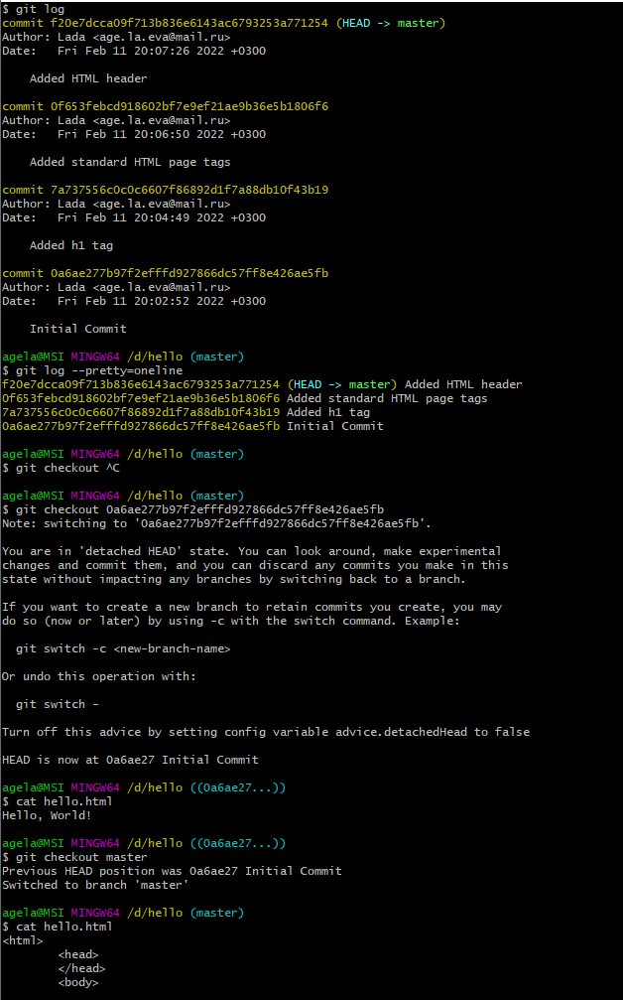 $ git log
commit f20e7dcca09f713b836e6143ac6793253a771254 (HEAD -> master)
Author: Lada <age.la.eva@mail.ru>
Date:   Fri Feb 11 20:07:26 2022 +0300

    Added HTML header

commit 0f653febcd918602bf7e9ef21ae9b36e5b1806f6
Author: Lada <age.la.eva@mail.ru>
Date:   Fri Feb 11 20:06:50 2022 +0300

    Added standard HTML page tags

commit 7a737556c0c0c6607f86892d1f7a88db10f43b19
Author: Lada <age.la.eva@mail.ru>
Date:   Fri Feb 11 20:04:49 2022 +0300

    Added h1 tag

commit 0a6ae277b97f2efffd927866dc57ff8e426ae5fb
Author: Lada <age.la.eva@mail.ru>
Date:   Fri Feb 11 20:02:52 2022 +0300

    Initial Commit

agela@MSI MINGW64 /d/hello (master)
$ git log --pretty=oneline
f20e7dcca09f713b836e6143ac6793253a771254 (HEAD -> master) Added HTML header
0f653febcd918602bf7e9ef21ae9b36e5b1806f6 Added standard HTML page tags
7a737556c0c0c6607f86892d1f7a88db10f43b19 Added h1 tag
0a6ae277b97f2efffd927866dc57ff8e426ae5fb Initial Commit

agela@MSI MINGW64 /d/hello (master)
$ git checkout ^C

agela@MSI MINGW64 /d/hello (master)
$ git checkout 0a6ae277b97f2efffd927866dc57ff8e426ae5fb
Note: switching to '0a6ae277b97f2efffd927866dc57ff8e426ae5fb'.

You are in 'detached HEAD' state. You can look around, make experimental
changes and commit them, and you can discard any commits you make in this
state without impacting any branches by switching back to a branch.

If you want to create a new branch to retain commits you create, you may
do so (now or later) by using -c with the switch command. Example:

  git switch -c <new-branch-name>

Or undo this operation with:

  git switch -

Turn off this advice by setting config variable advice.detachedHead to false

HEAD is now at 0a6ae27 Initial Commit

agela@MSI MINGW64 /d/hello ((0a6ae27...))
$ cat hello.html
Hello, World!

agela@MSI MINGW64 /d/hello ((0a6ae27...))
$ git checkout master
Previous HEAD position was 0a6ae27 Initial Commit
Switched to branch 'master'

agela@MSI MINGW64 /d/hello (master)
$ cat hello.html
<html>
        <head>
        </head>
        <body>